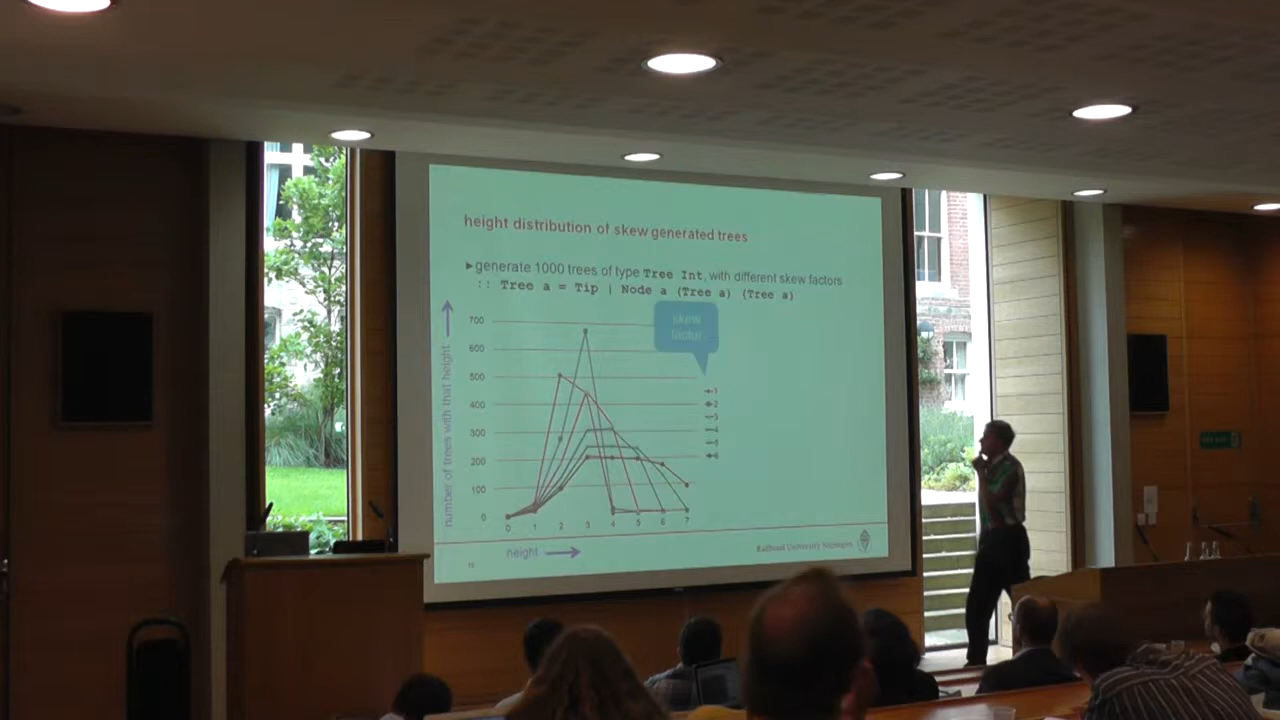 height distribution of skew generated trees
►generate 1000 trees of type Tree Int, with different skew factors
:: Tree a = Tip | Node a (Tree a) (Tree a)
skew
factor
number of trees with that height
700
600
500
400
300
200
100
0
0 1 2 3 4 5 6 7
1
2
3
4
5
6
height
Radboud University Nijmegen